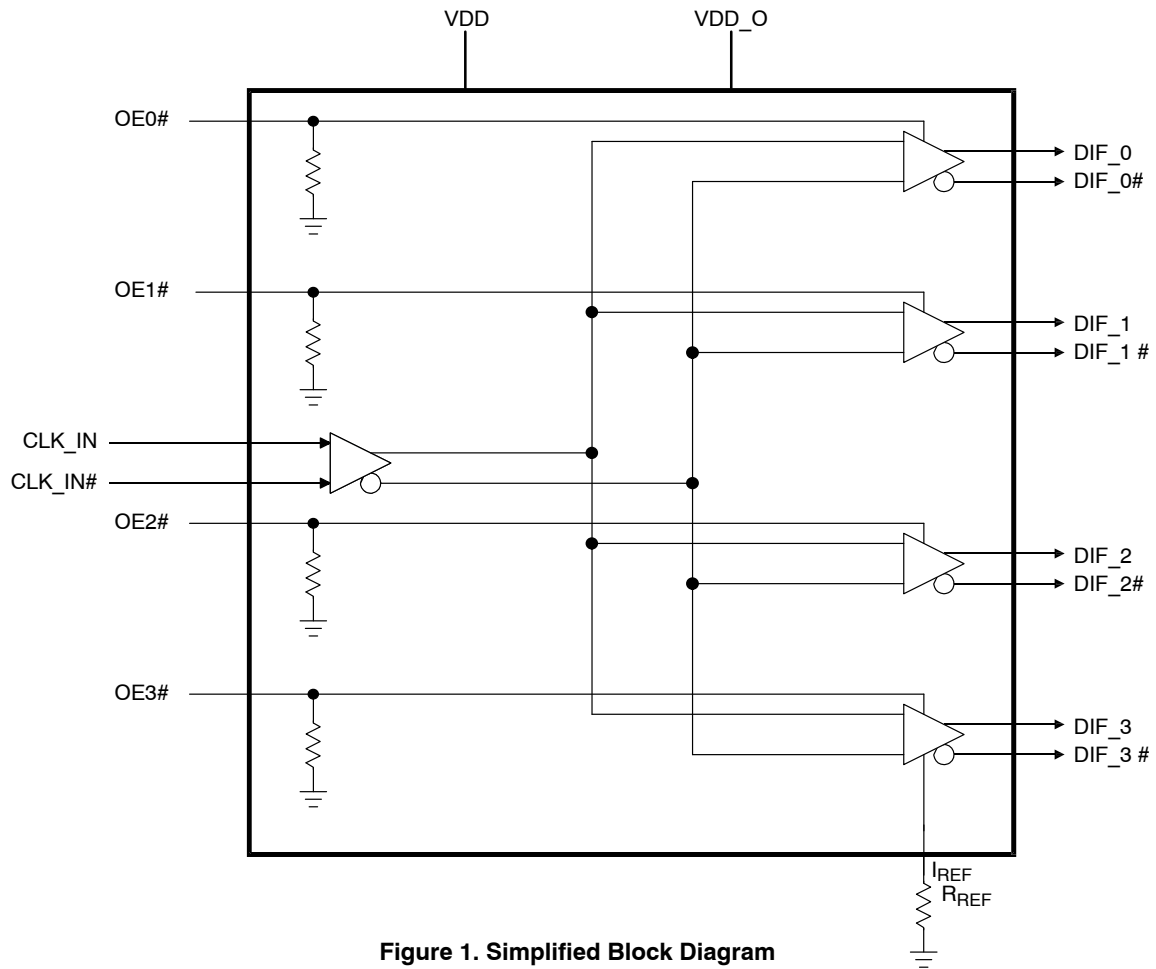 VDD
VDD_O
OE0#
DIF_0
DIF_0#
OE1#
DIF_1
DIF_1 #
CLK_IN
CLK_IN#
OE2#
DIF_2
DIF_2#
OE3#
DIF_3
DIF_3 #
IREF
RREF
Figure 1. Simplified Block Diagram